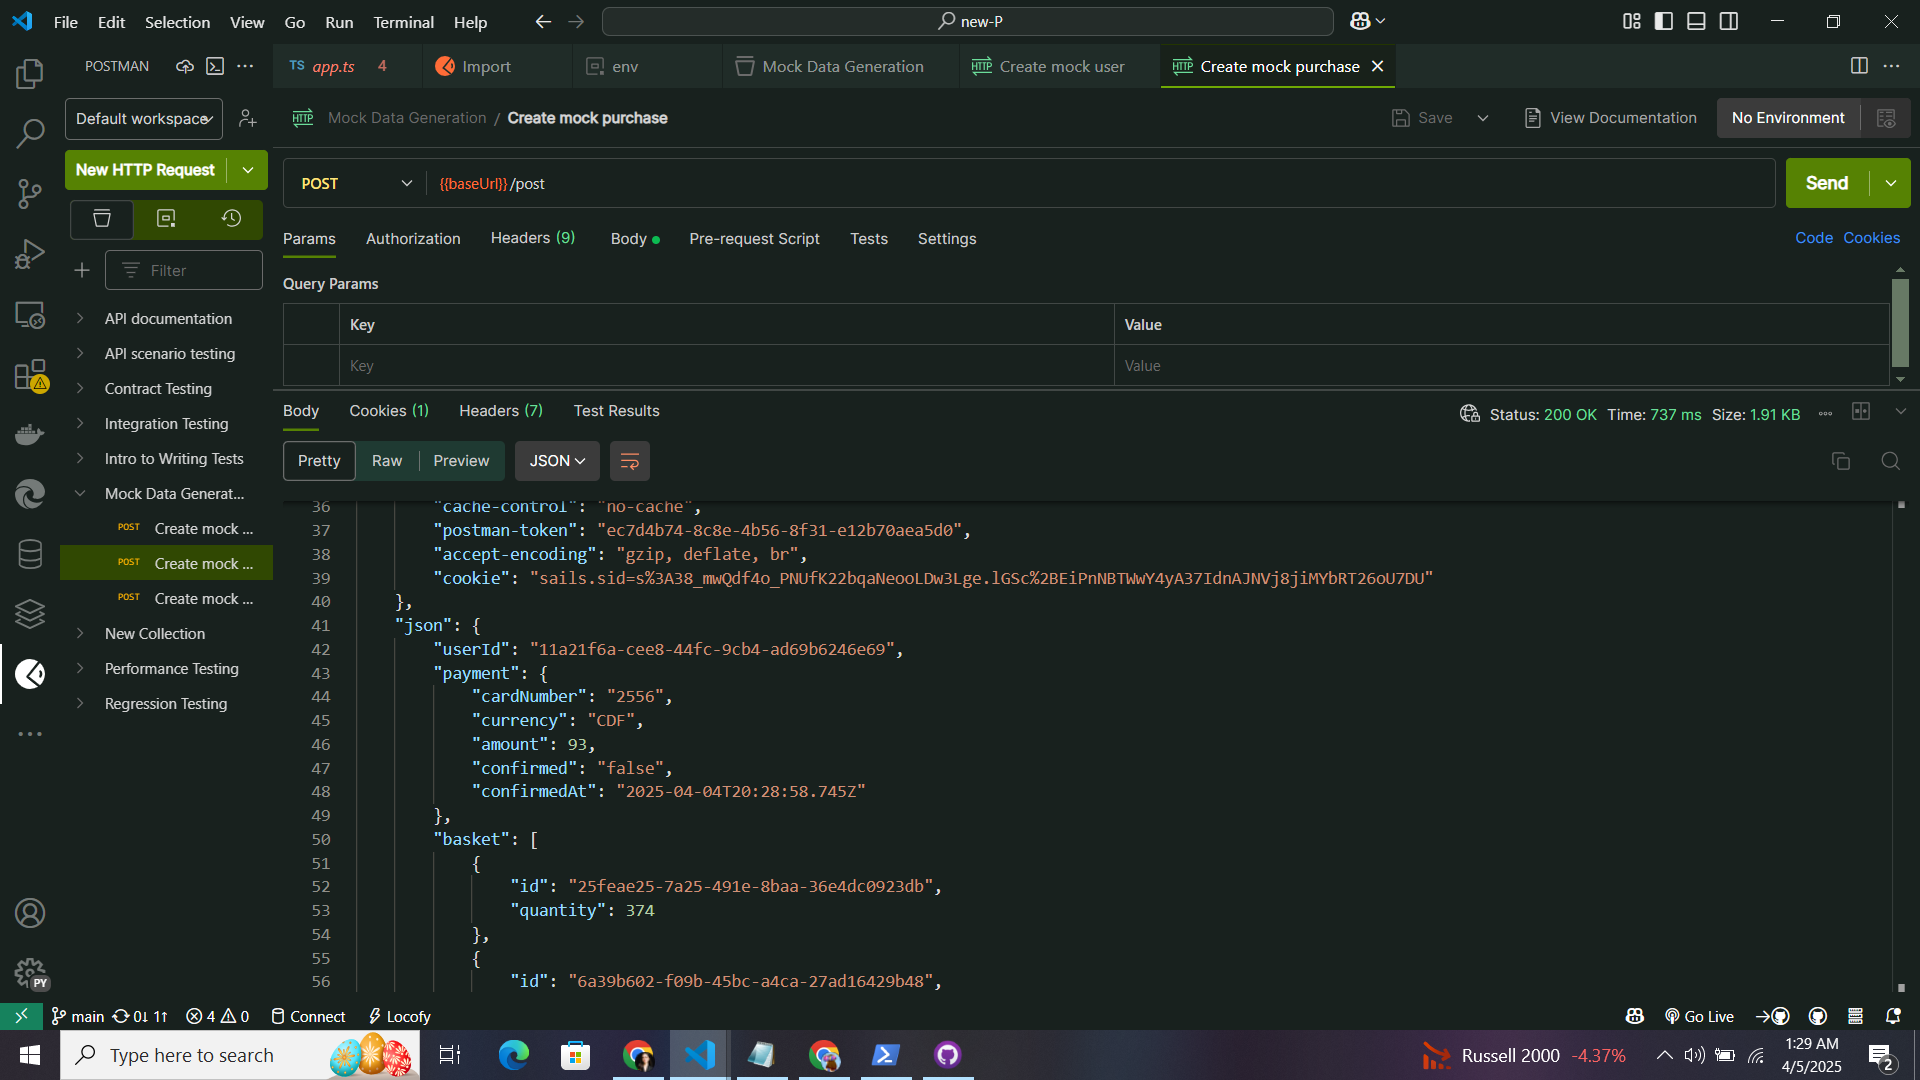 File Edit Selection View Go Run Terminal Help
new-P
POSTMAN
TS app.ts 4
Import
env
Mock Data Generation
HTTP Create mock user
HTTP Create mock purchase
Default workspace
HTTP Mock Data Generation / Create mock purchase
Save
View Documentation
No Environment
New HTTP Request
POST
{{baseUrl}}/post
Send
Params Authorization Headers (9) Body Pre-request Script Tests Settings
Code Cookies
Filter
Query Params
Key Value
Key Value
API documentation
API scenario testing
Contract Testing
Integration Testing
Intro to Writing Tests
Mock Data Generat...
POST Create mock ...
POST Create mock ...
POST Create mock ...
New Collection
Performance Testing
Regression Testing
Body Cookies (1) Headers (7) Test Results
Status: 200 OK Time: 737 ms Size: 1.91 KB
Pretty Raw Preview JSON
36 "cache-control": "no-cache",
37 "postman-token": "ec7d4b74-8c8e-4b56-8f31-e12b70aea5d0",
38 "accept-encoding": "gzip, deflate, br",
39 "cookie": "sails.sid=s%3A38_mwQdf4o_PNUfK22bqaNeooLDw3Lge.lGSc%2BEiPnNBTWwY4yA37IdnAJNVj8jiMYbRT26oU7DU"
40 },
41 "json": {
42 "userId": "11a21f6a-cee8-44fc-9cb4-ad69b6246e69",
43 "payment": {
44 "cardNumber": "2556",
45 "currency": "CDF",
46 "amount": 93,
47 "confirmed": "false",
48 "confirmedAt": "2025-04-04T20:28:58.745Z"
49 },
50 "basket": [
51 {
52 "id": "25feae25-7a25-491e-8baa-36e4dc0923db",
53 "quantity": 374
54 },
55 {
56 "id": "6a39b602-f09b-45bc-a4ca-27ad16429b48",
PY
main 0↓ 1↑ 4 0 Connect Locofy
Go Live
Type here to search
Russell 2000 -4.37%
1:29 AM
4/5/2025
2